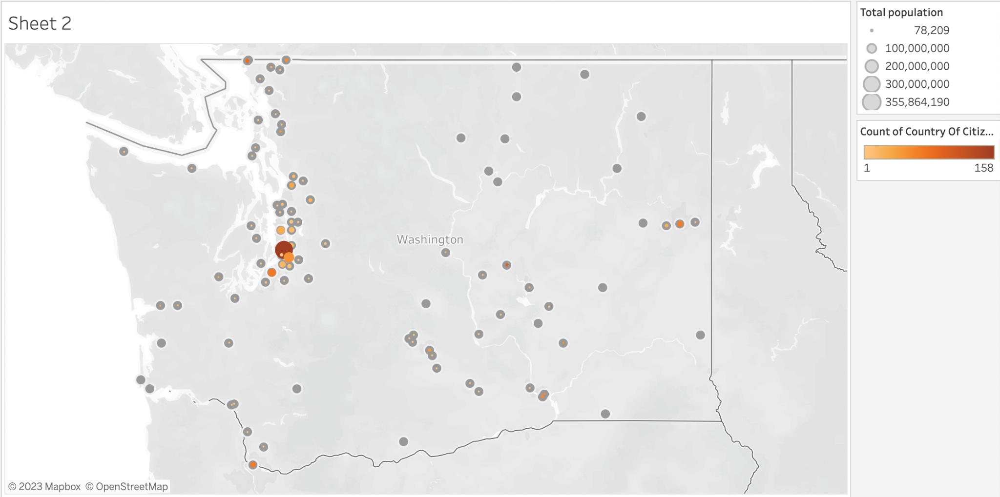 Sheet 2
Washington
© 2023 Mapbox © OpenStreetMap
Total population
78,209
100,000,000
200,000,000
300,000,000
355,864,190
Count of Country Of Citiz...
1 158